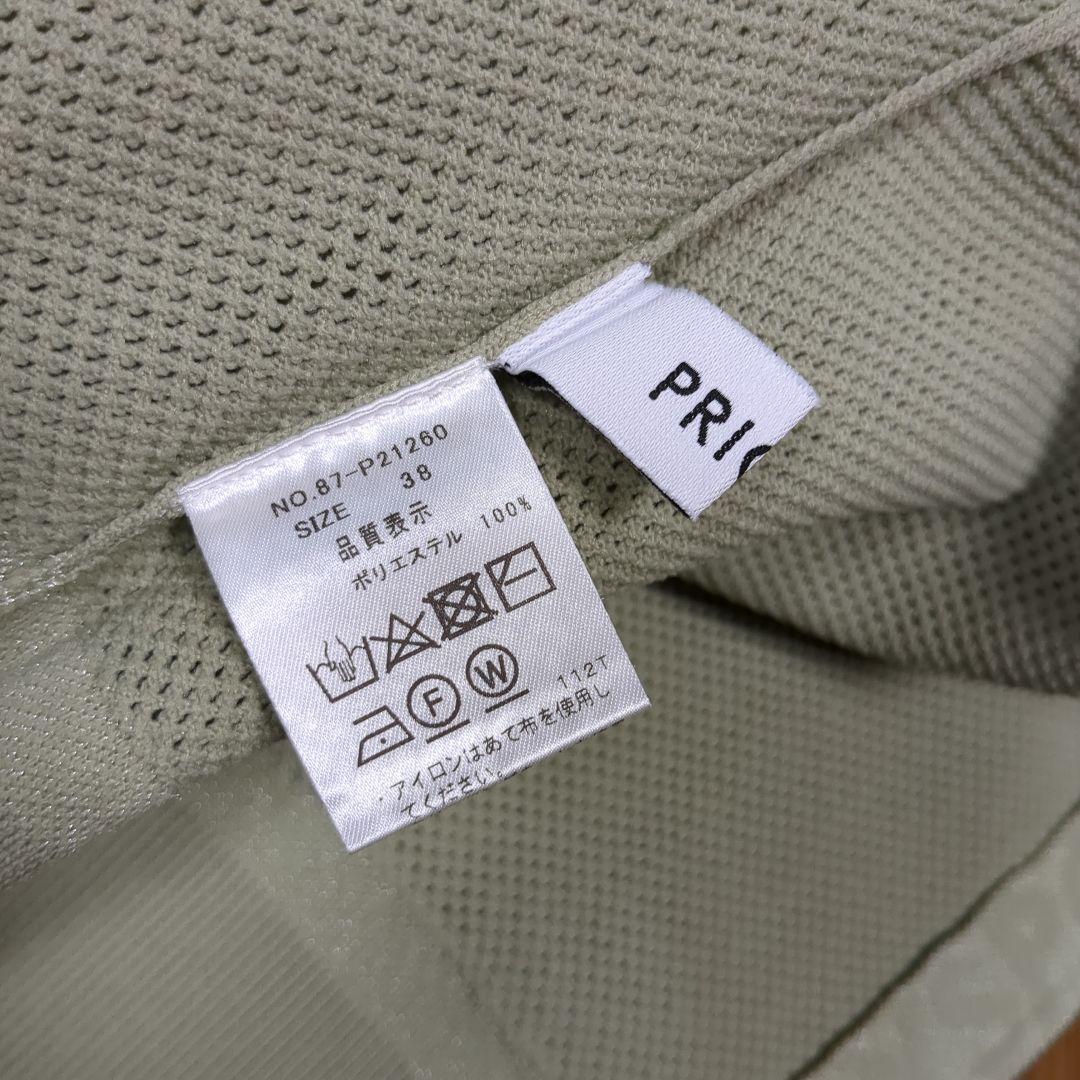 NO.87-P21260
SIZE 38
品質表示
ポリエステル 100%
F W
112T
・アイロンはあて布を使用し
てください。